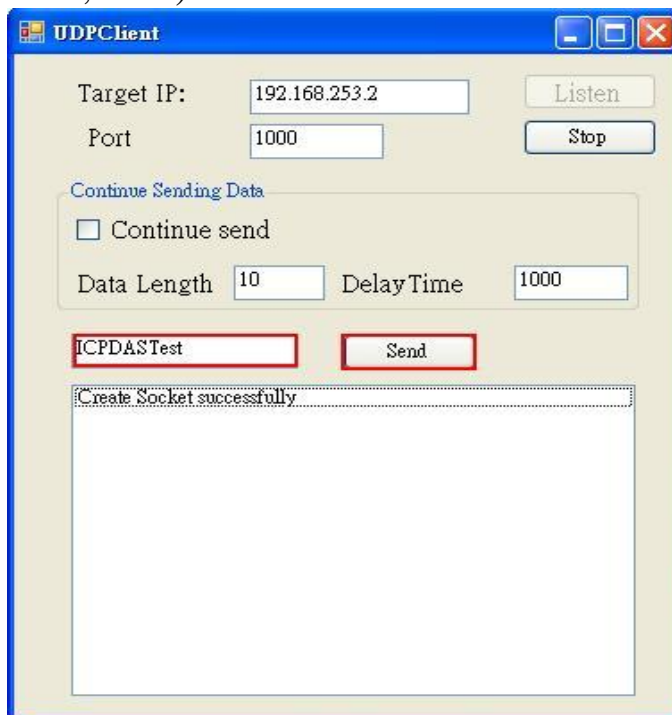 UDPClient
Target IP: 192.168.253.2 Listen
Port 1000 Stop
Continue Sending Data
Continue send
Data Length 10 DelayTime 1000
ICPDASTest Send
Create Socket successfully